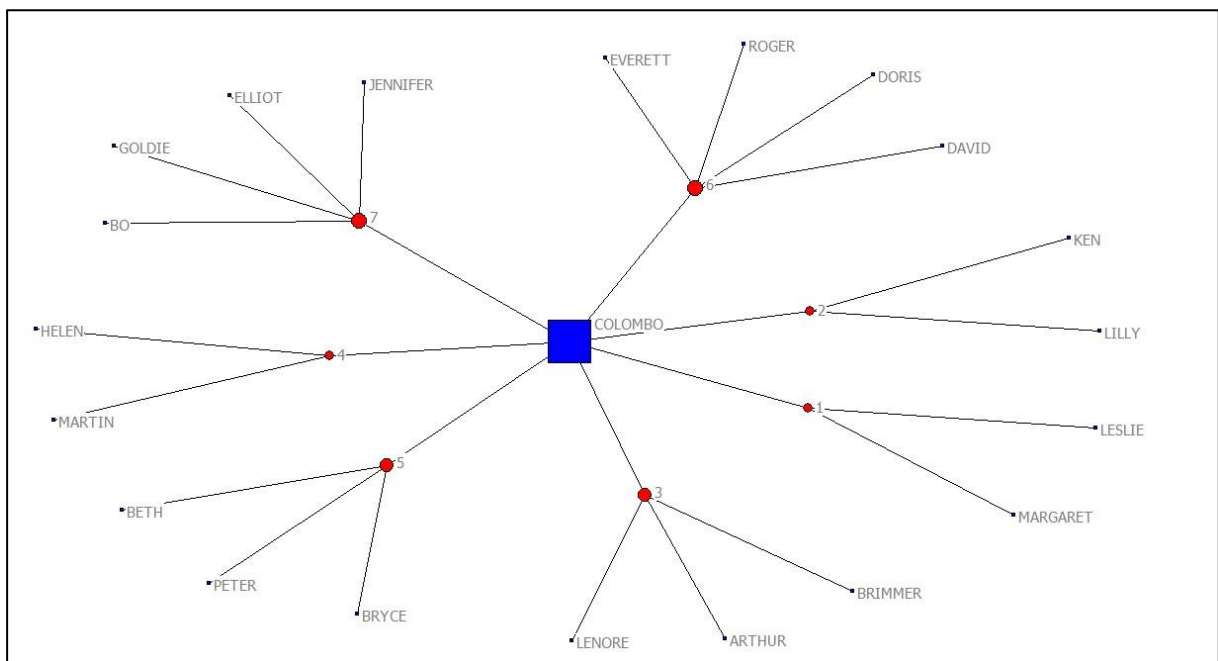 ROGER
EVERETT
DORIS
JENNIFER
ELLIOT
GOLDIE
DAVID
6
7
BO
KEN
2
COLOMBO
HELEN
LILLY
4
1
MARTIN
LESLIE
5
3
BETH
MARGARET
PETER
BRIMMER
BRYCE
LENORE
ARTHUR